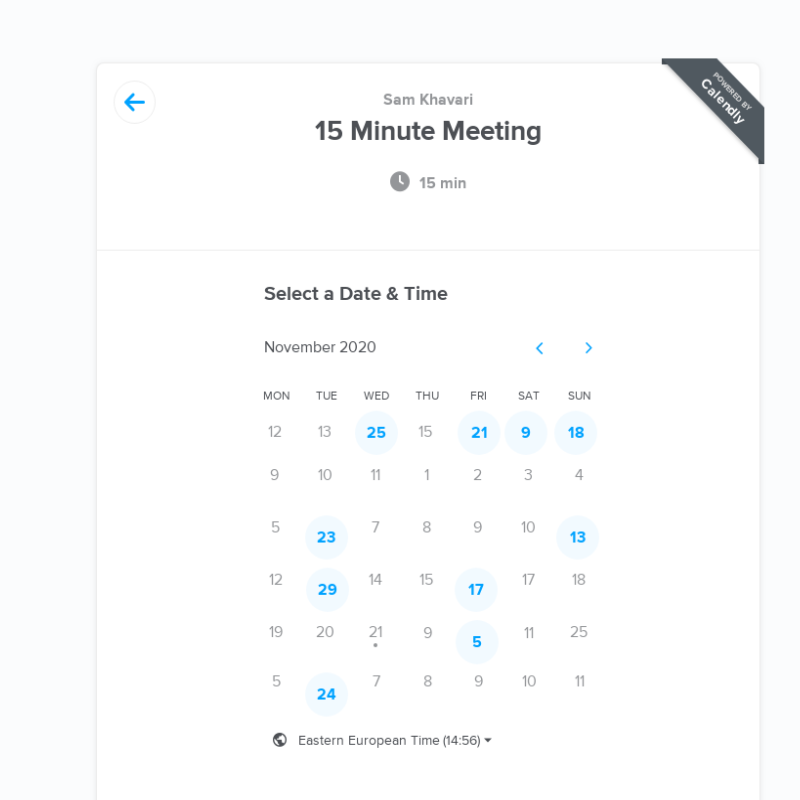 POWERED BY
Calendly
Sam Khavari
15 Minute Meeting
15 min
Select a Date & Time
November 2020
MON TUE WED THU FRI SAT SUN
12 13 25 15 21 9 18
9 10 11 1 2 3 4
5 23 7 8 9 10 13
12 29 14 15 17 17 18
19 20 21 9 5 11 25
5 24 7 8 9 10 11
Eastern European Time (14:56)